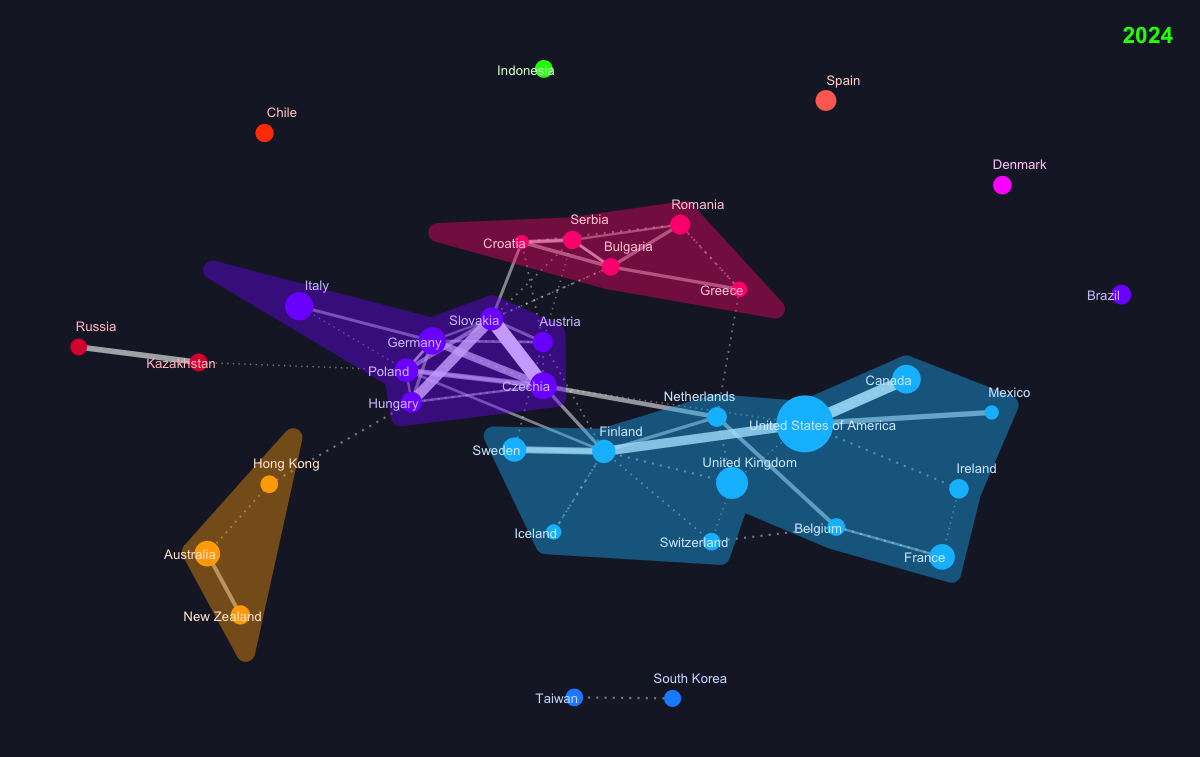 2024
Indonesia
Spain
Chile
Denmark
Romania
Serbia
Croatia
Bulgaria
Italy
Greece
Brazil
Slovakia
Austria
Russia
Germany
Kazakhstan
Poland
Canada
Czechia
Netherlands
Mexico
Hungary
United States of America
Finland
Sweden
Hong Kong
United Kingdom
Ireland
Iceland
Belgium
Switzerland
Australia
France
New Zealand
South Korea
Taiwan